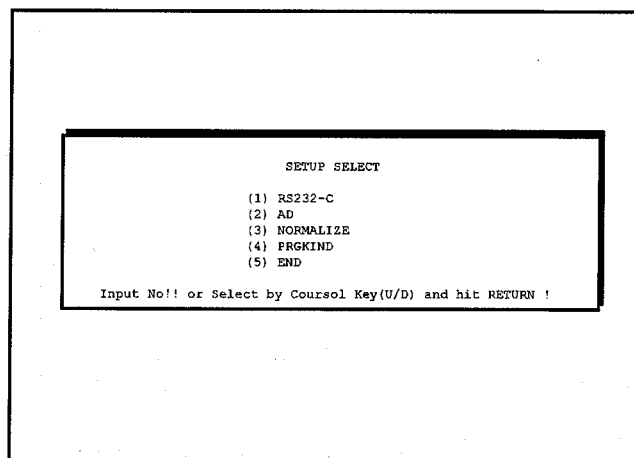 SETUP SELECT
(1) RS232-C
(2) AD
(3) NORMALIZE
(4) PRGKIND
(5) END
Input No!! or Select by Coursol Key(U/D) and hit RETURN !